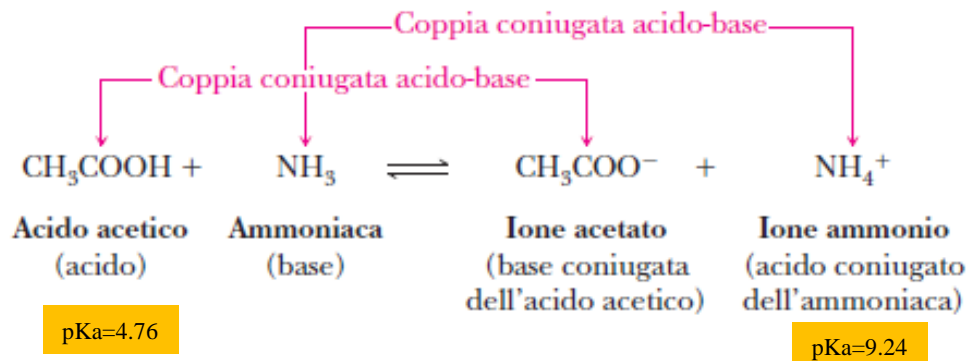 Coppia coniugata acido-base
Coppia coniugata acido-base
CH₃COOH + NH₃ ⇌ CH₃COO⁻ + NH₄⁺
Acido acetico Ammoniaca Ione acetato Ione ammonio
(acido) (base) (base coniugata (acido coniugato
dell'acido acetico) dell'ammoniaca)
pKa=4.76
pKa=9.24